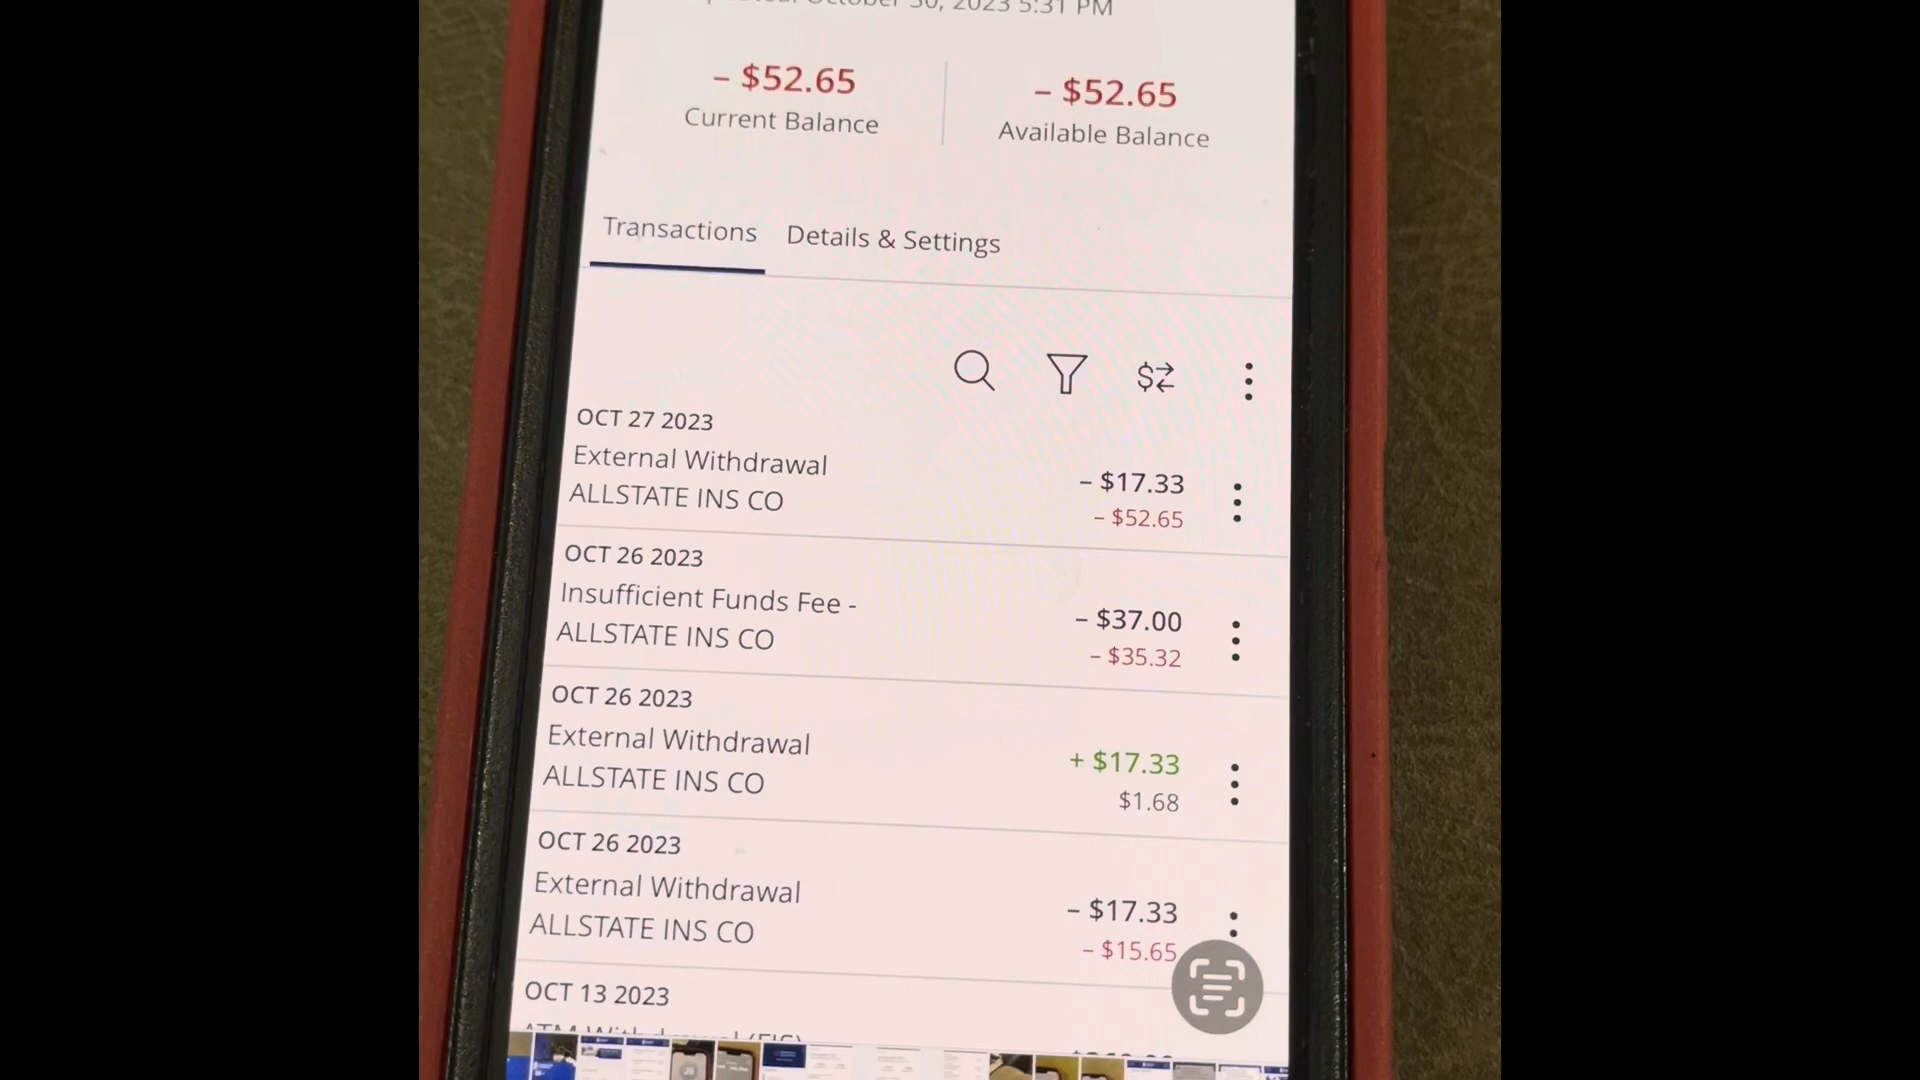 October 30, 2023 5:31 PM
– $52.65
Current Balance
– $52.65
Available Balance
Transactions
Details & Settings
OCT 27 2023
External Withdrawal
ALLSTATE INS CO
– $17.33
– $52.65
OCT 26 2023
Insufficient Funds Fee -
ALLSTATE INS CO
– $37.00
– $35.32
OCT 26 2023
External Withdrawal
ALLSTATE INS CO
+ $17.33
$1.68
OCT 26 2023
External Withdrawal
ALLSTATE INS CO
– $17.33
– $15.65
OCT 13 2023